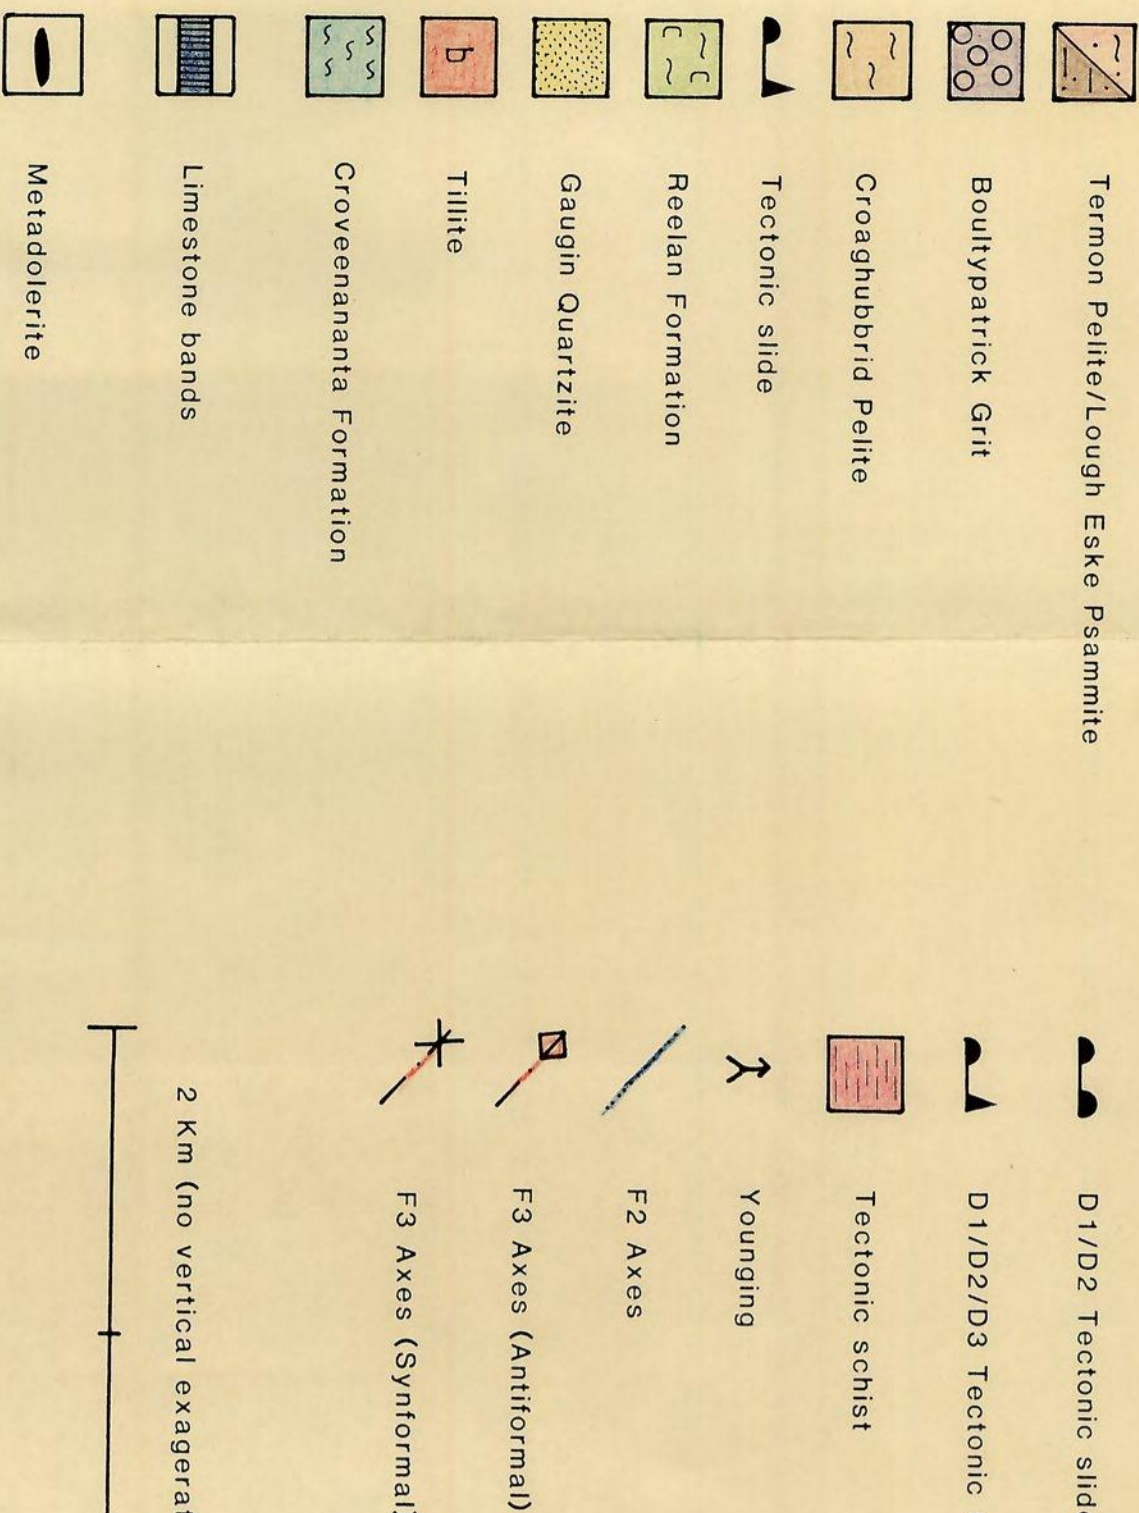 Termon Pelite/Lough Eske Psammite
Boultypatrick Grit
Croaghubbrid Pelite
Tectonic slide
Reelan Formation
Gaugin Quartzite
b
Tillite
Croveenananta Formation
Limestone bands
Metadolerite
D1/D2 Tectonic slide
D1/D2/D3 Tectonic
Tectonic schist
Younging
F2 Axes
F3 Axes (Antiformal)
F3 Axes (Synformal)
2 Km (no vertical exagerat